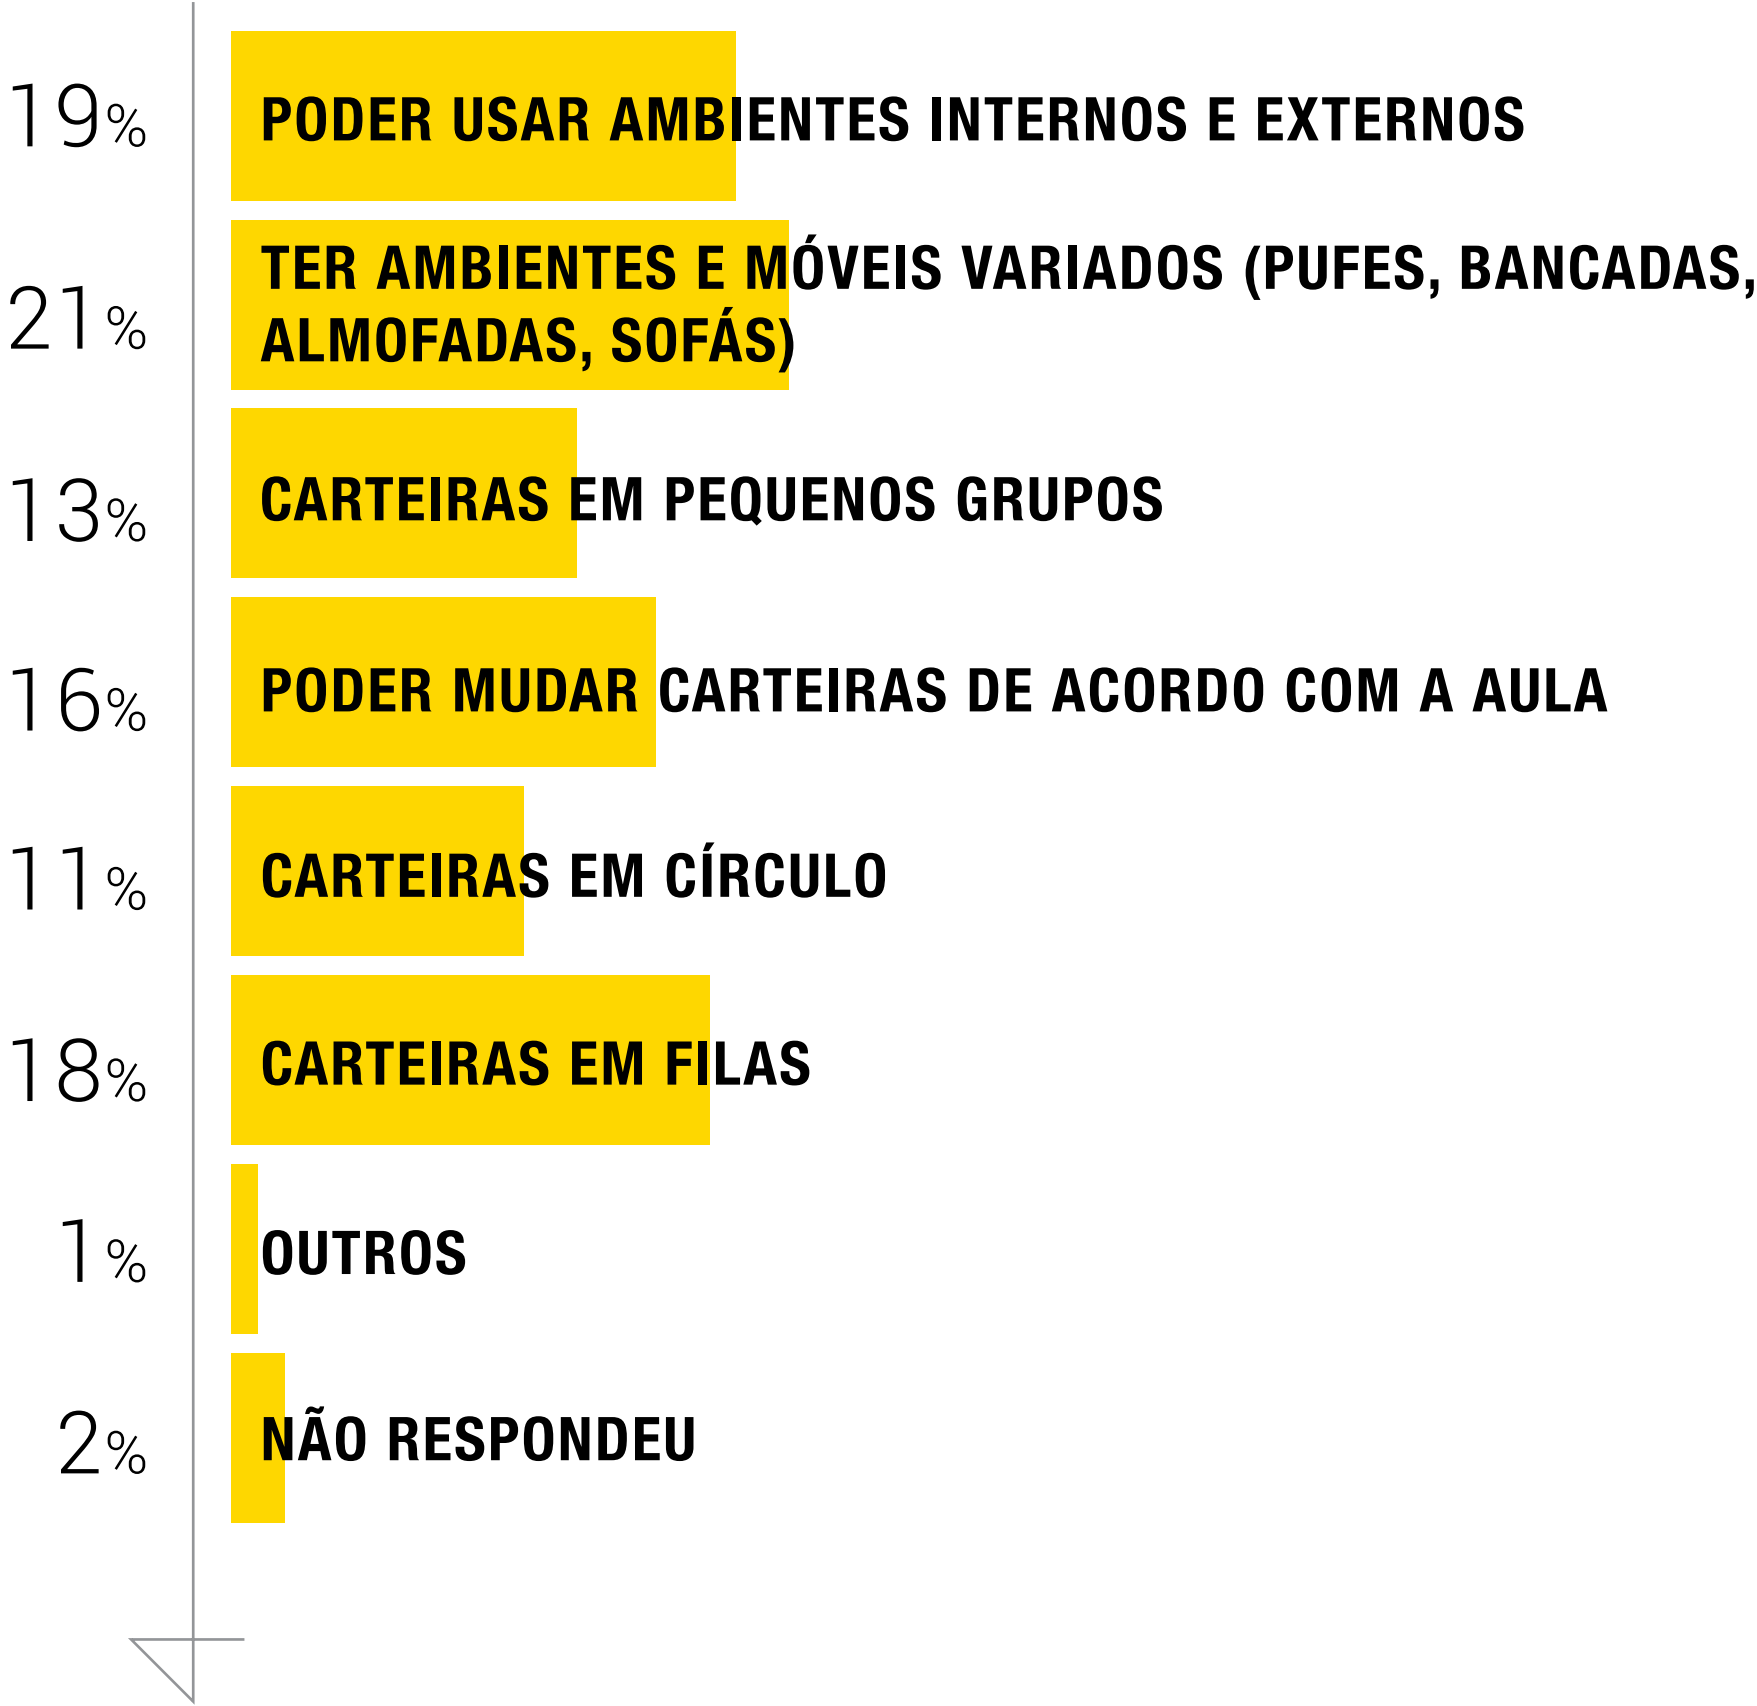 19% PODER USAR AMBIENTES INTERNOS E EXTERNOS
21% TER AMBIENTES E MÓVEIS VARIADOS (PUFES, BANCADAS,
ALMOFADAS, SOFÁS)
13% CARTEIRAS EM PEQUENOS GRUPOS
16% PODER MUDAR CARTEIRAS DE ACORDO COM A AULA
11% CARTEIRAS EM CÍRCULO
18% CARTEIRAS EM FILAS
1% OUTROS
2% NÃO RESPONDEU